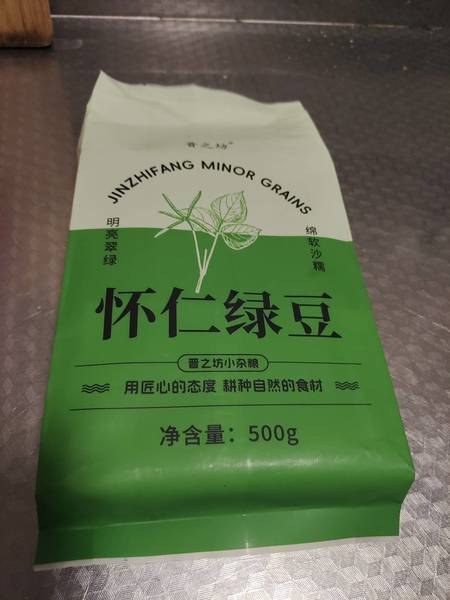 晋之坊
JINZHIFANG MINOR GRAINS
明亮翠绿
绵软沙糯
怀仁绿豆
晋之坊小杂粮
用匠心的态度 耕种自然的食材
净含量：500g